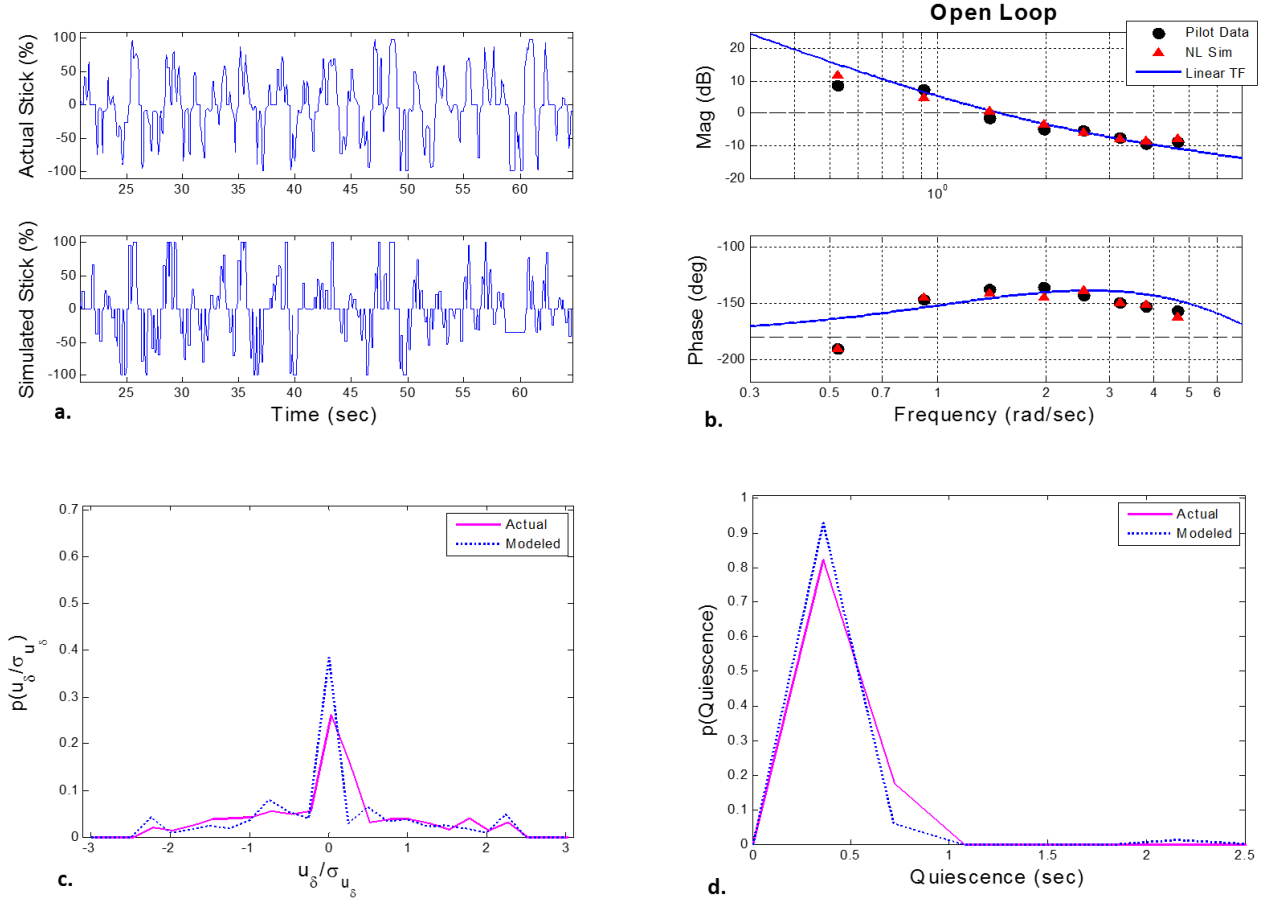 Actual Stick (%)
100
50
0
-50
-100
25 30 35 40 45 50 55 60
Simulated Stick (%)
100
50
0
-50
-100
25 30 35 40 45 50 55 60
Time (sec)
a.
Open Loop
Pilot Data
NL Sim
Linear TF
Mag (dB)
20
10
0
-10
-20
10⁰
Phase (deg)
-100
-150
-200
0.3 0.5 0.7 1 2 3 4 5 6
Frequency (rad/sec)
b.
Actual
Modeled
p(u_δ/σ_{u_δ})
0.7
0.6
0.5
0.4
0.3
0.2
0.1
0
-3 -2 -1 0 1 2 3
u_δ/σ_{u_δ}
c.
Actual
Modeled
p(Quiescence)
1
0.9
0.8
0.7
0.6
0.5
0.4
0.3
0.2
0.1
0
0 0.5 1 1.5 2 2.5
Quiescence (sec)
d.